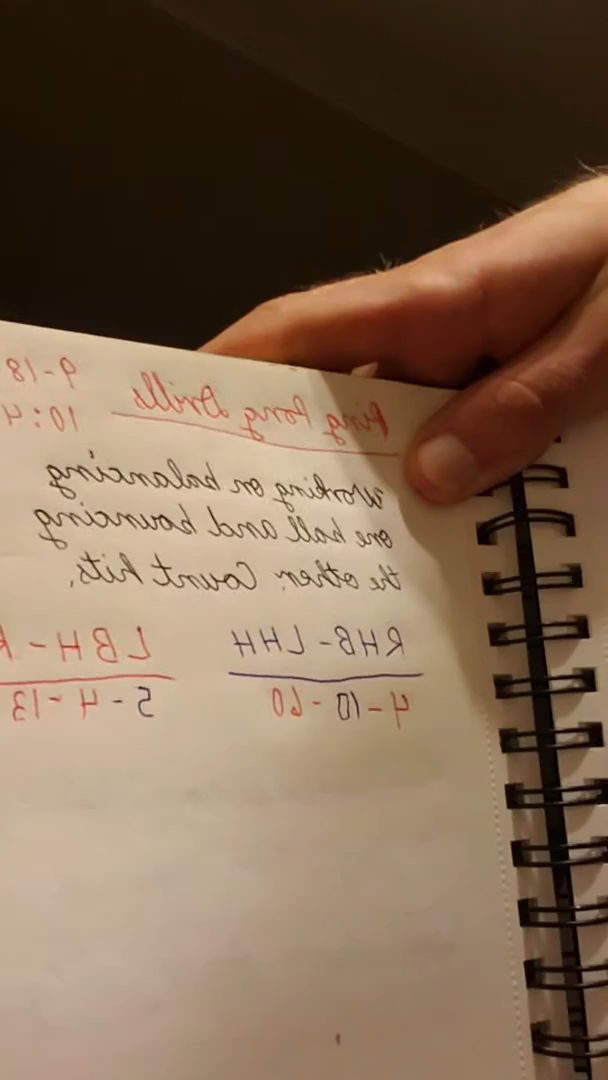 Ping Pong Drills 9-18
10:4
Working on balancing
one ball and bouncing
the other. Count hits.
RHB-LHH LBH-
4-10-60 5-4-13